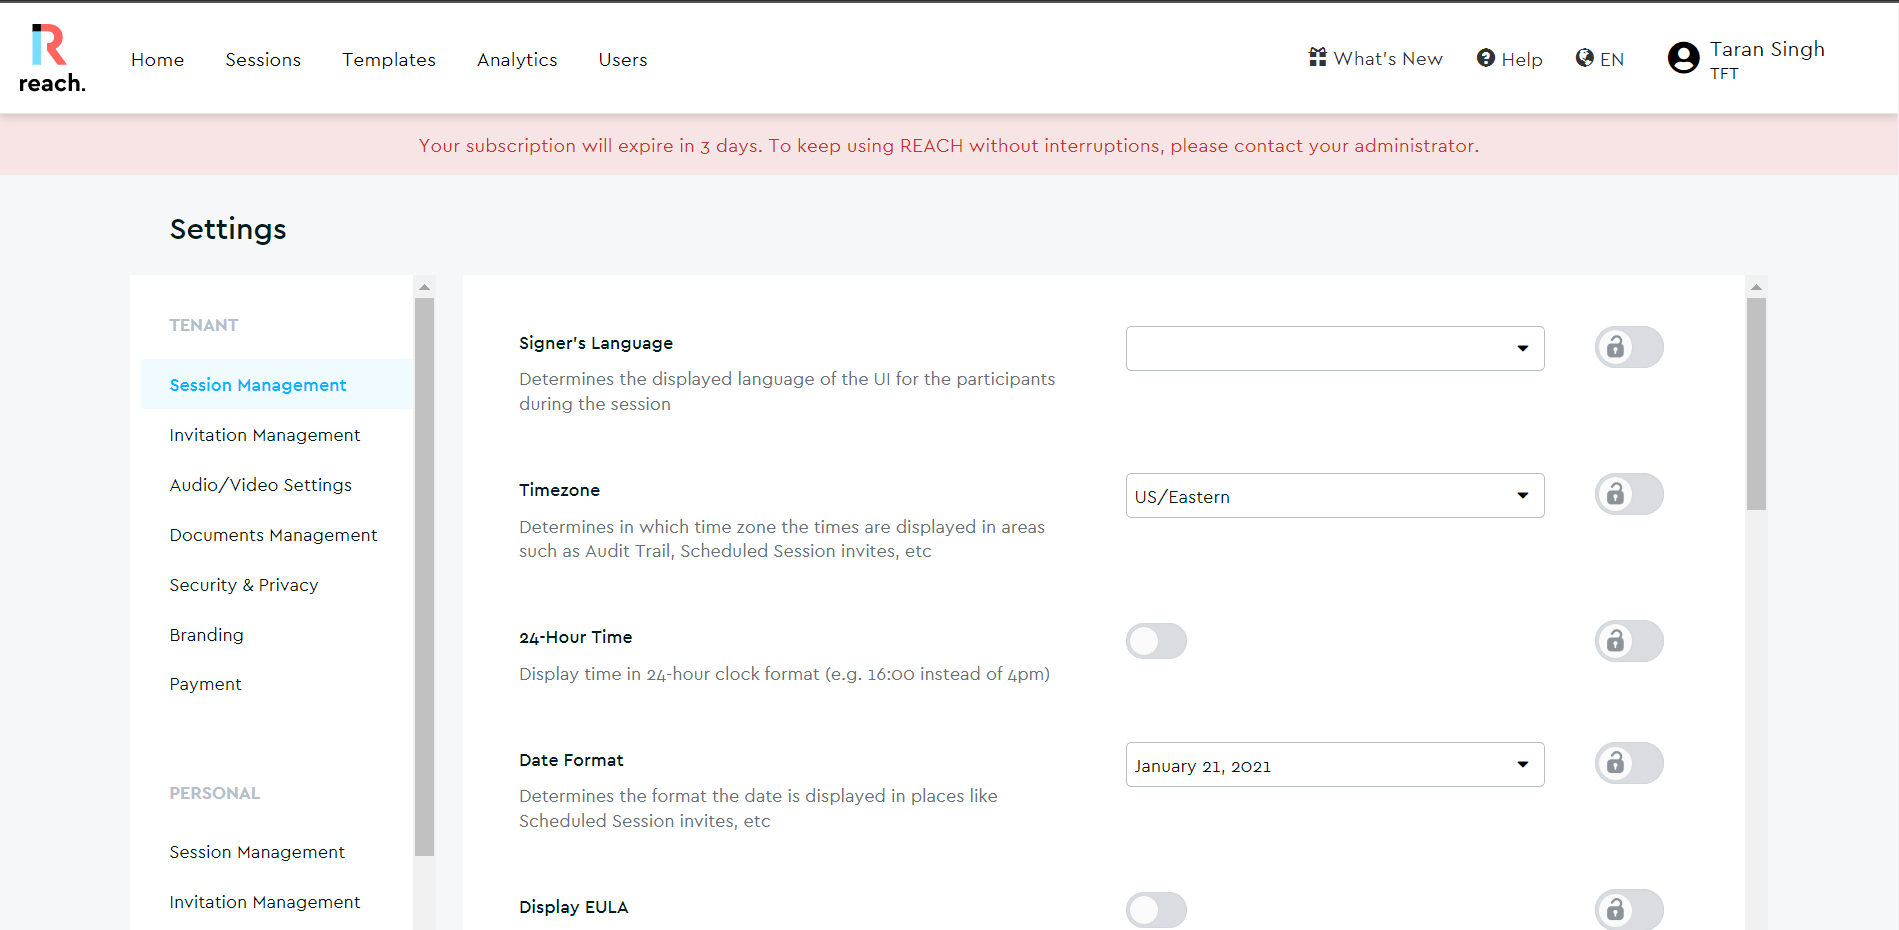 reach.
Home
Sessions
Templates
Analytics
Users
What's New
Help
EN
Taran Singh
TFT
Your subscription will expire in 3 days. To keep using REACH without interruptions, please contact your administrator.
Settings
TENANT
Session Management
Invitation Management
Audio/Video Settings
Documents Management
Security & Privacy
Branding
Payment
PERSONAL
Session Management
Invitation Management
Signer's Language
Determines the displayed language of the UI for the participants
during the session
Timezone
Determines in which time zone the times are displayed in areas
such as Audit Trail, Scheduled Session invites, etc
US/Eastern
24-Hour Time
Display time in 24-hour clock format (e.g. 16:00 instead of 4pm)
Date Format
Determines the format the date is displayed in places like
Scheduled Session invites, etc
January 21, 2021
Display EULA